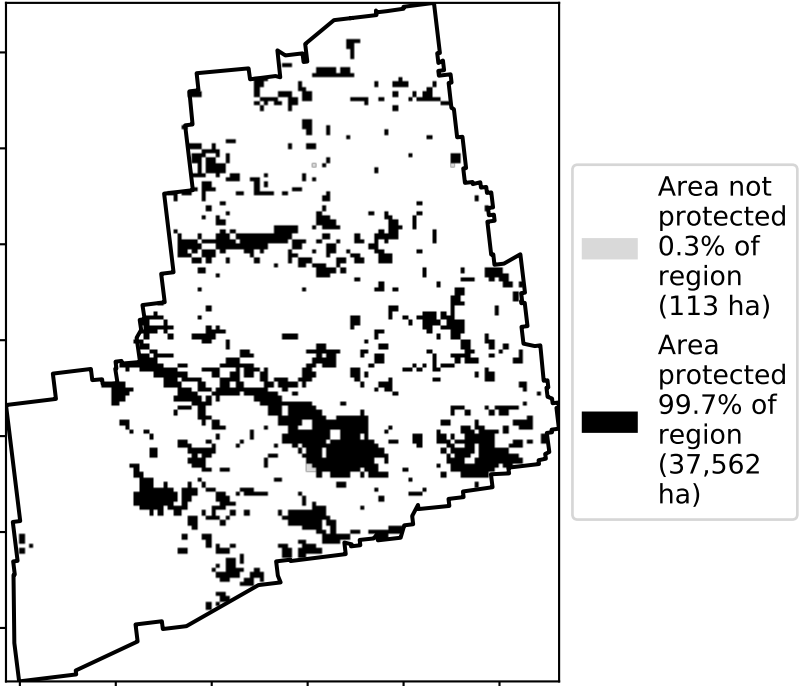 Area not
protected
0.3% of
region
(113 ha)
Area
protected
99.7% of
region
(37,562
ha)